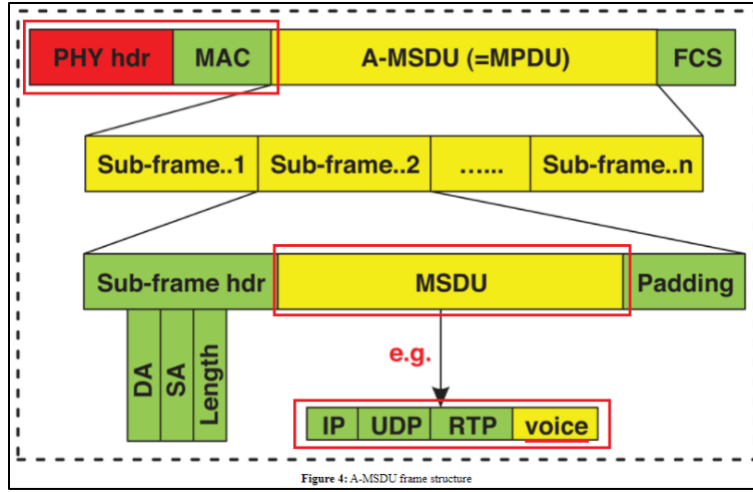 PHY hdr MAC A-MSDU (=MPDU) FCS
Sub-frame..1 Sub-frame..2 ...... Sub-frame..n
Sub-frame hdr MSDU Padding
DA SA Length
e.g.
IP UDP RTP voice
Figure 4: A-MSDU frame structure